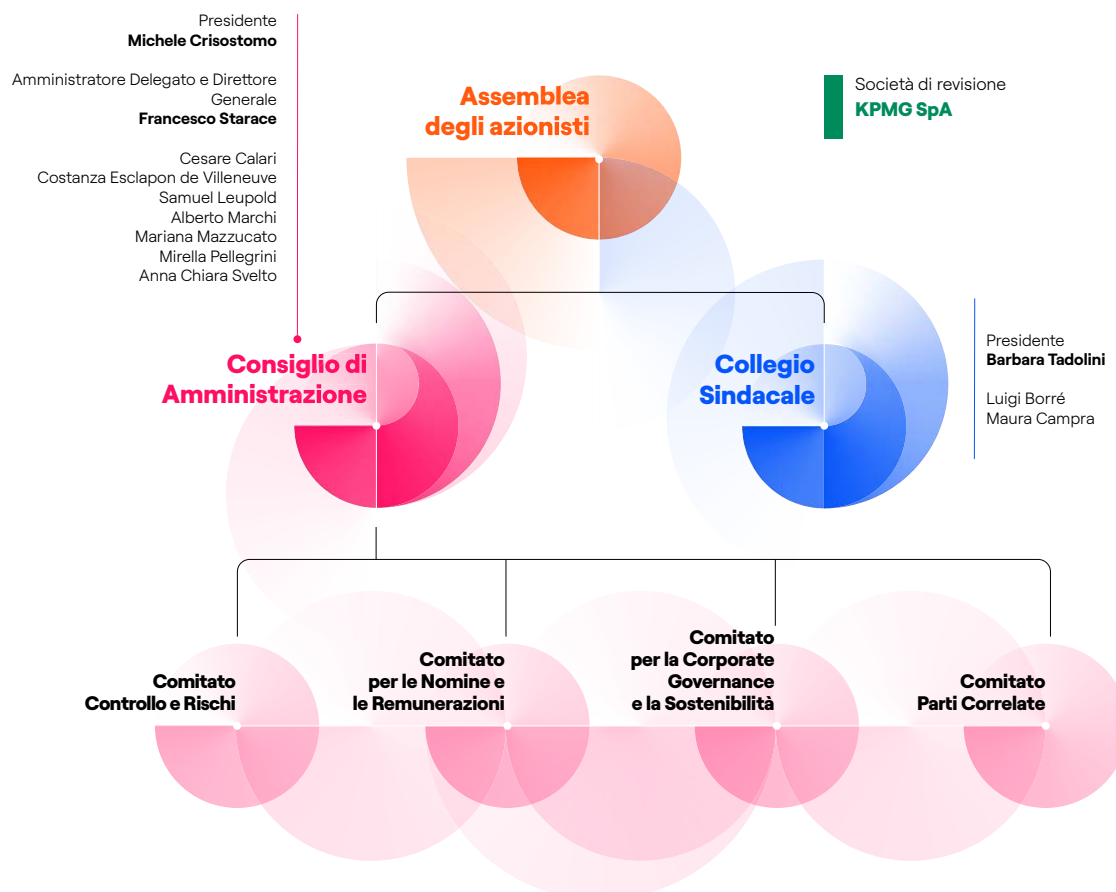 Presidente
Michele Crisostomo
Amministratore Delegato e Direttore
Generale
Francesco Starace
Cesare Calari
Costanza Esclapon de Villeneuve
Samuel Leupold
Alberto Marchi
Mariana Mazzucato
Mirella Pellegrini
Anna Chiara Svelto
Assemblea
degli azionisti
Società di revisione
KPMG SpA
Consiglio di
Amministrazione
Collegio
Sindacale
Presidente
Barbara Tadolini
Luigi Borré
Maura Campra
Comitato
Controllo e Rischi
Comitato
per le Nomine e
le Remunerazioni
Comitato
per la Corporate
Governance
e la Sostenibilità
Comitato
Parti Correlate